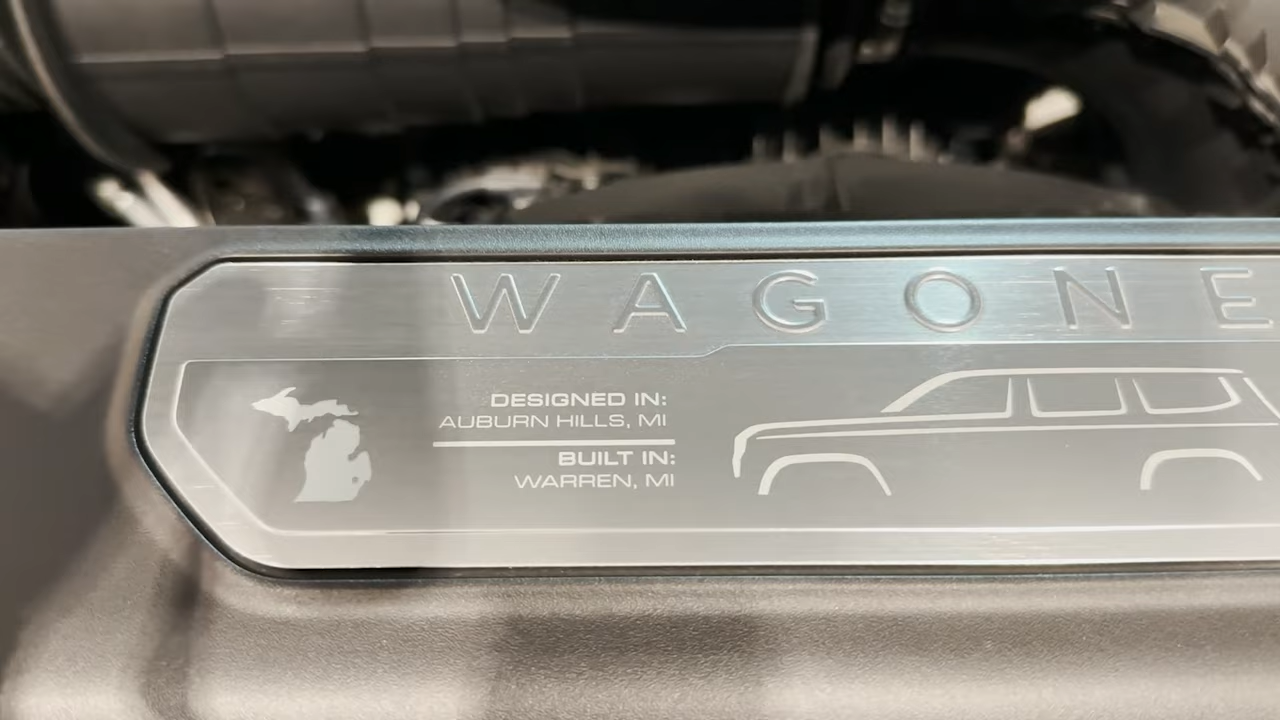 WAGONE
DESIGNED IN:
AUBURN HILLS, MI
BUILT IN:
WARREN, MI